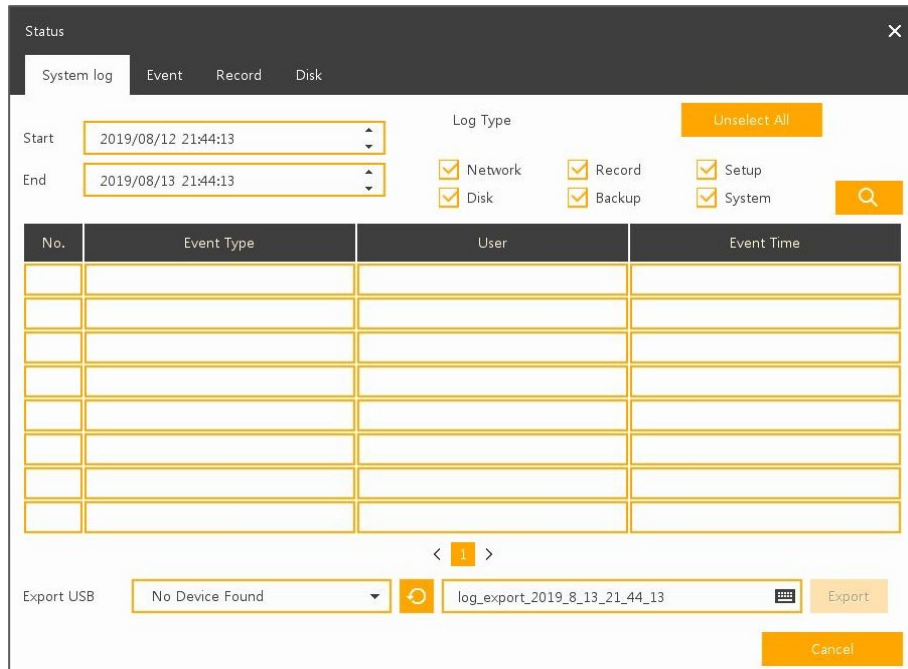 Status
System log Event Record Disk
Log Type Unselect All
Start 2019/08/12 21:44:13
Network Record Setup
End 2019/08/13 21:44:13
Disk Backup System
No. Event Type User Event Time
< 1 >
Export USB No Device Found log_export_2019_8_13_21_44_13 Export
Cancel